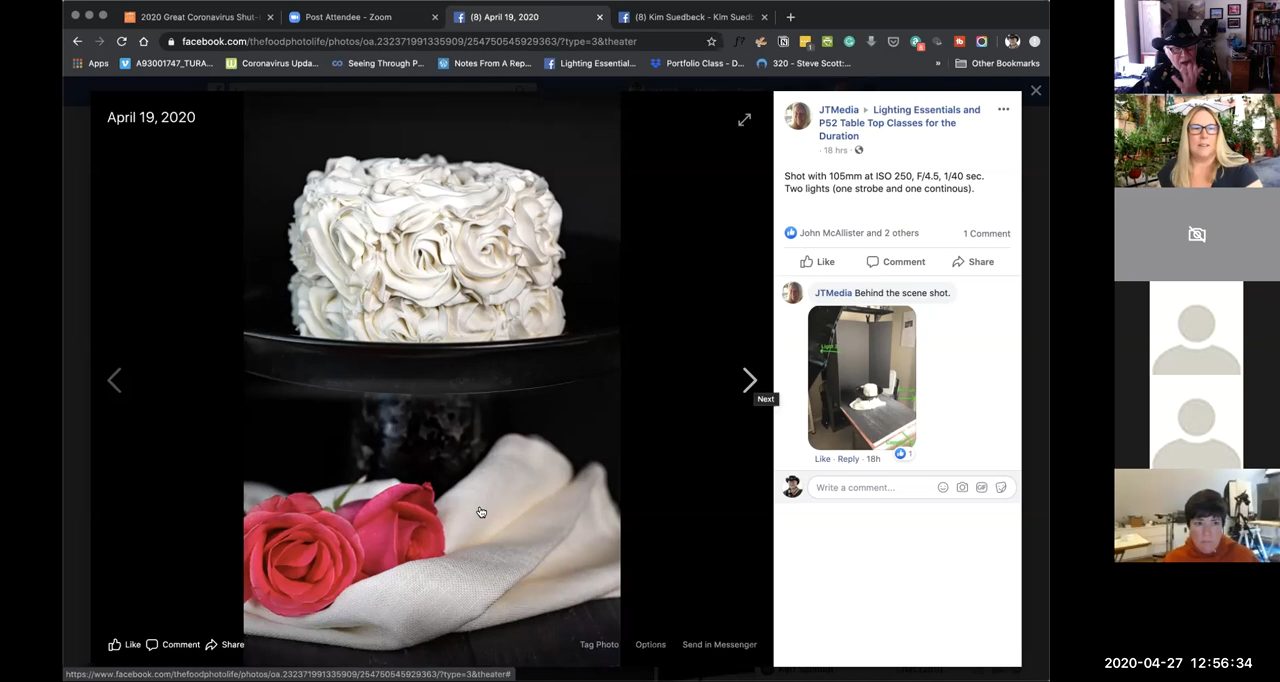 2020 Great Coronavirus Shut-
Post Attendee - Zoom
(8) April 19, 2020
(8) Kim Suedbeck - Kim Sued
facebook.com/thefoodphotolife/photos/oa.232371991335909/254750545929363/?type=3&theater
Apps
A93001747_TURA...
Coronavirus Upda...
Seeing Through P...
Notes From A Rep...
Lighting Essential...
Portfolio Class - D...
320 - Steve Scott:...
»
Other Bookmarks
April 19, 2020
JTMedia ▸ Lighting Essentials and
P52 Table Top Classes for the
Duration
· 18 hrs ·
Shot with 105mm at ISO 250, F/4.5, 1/40 sec.
Two lights (one strobe and one continous).
John McAllister and 2 others
1 Comment
Like
Comment
Share
JTMedia Behind the scene shot.
Next
Like · Reply · 18h
1
Write a comment...
GIF
Like
Comment
Share
Tag Photo
Options
Send in Messenger
https://www.facebook.com/thefoodphotolife/photos/oa.232371991335909/254750545929363/?type=3&theater#
2020-04-27 12:56:34